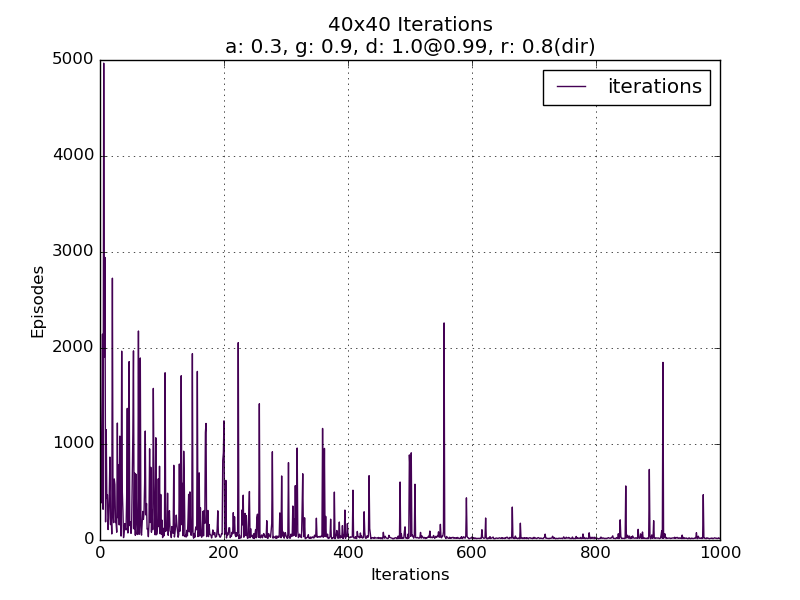 40x40 Iterations
a: 0.3, g: 0.9, d: 1.0@0.99, r: 0.8(dir)
iterations
5000
4000
3000
2000
1000
0
Episodes
0 200 400 600 800 1000
Iterations